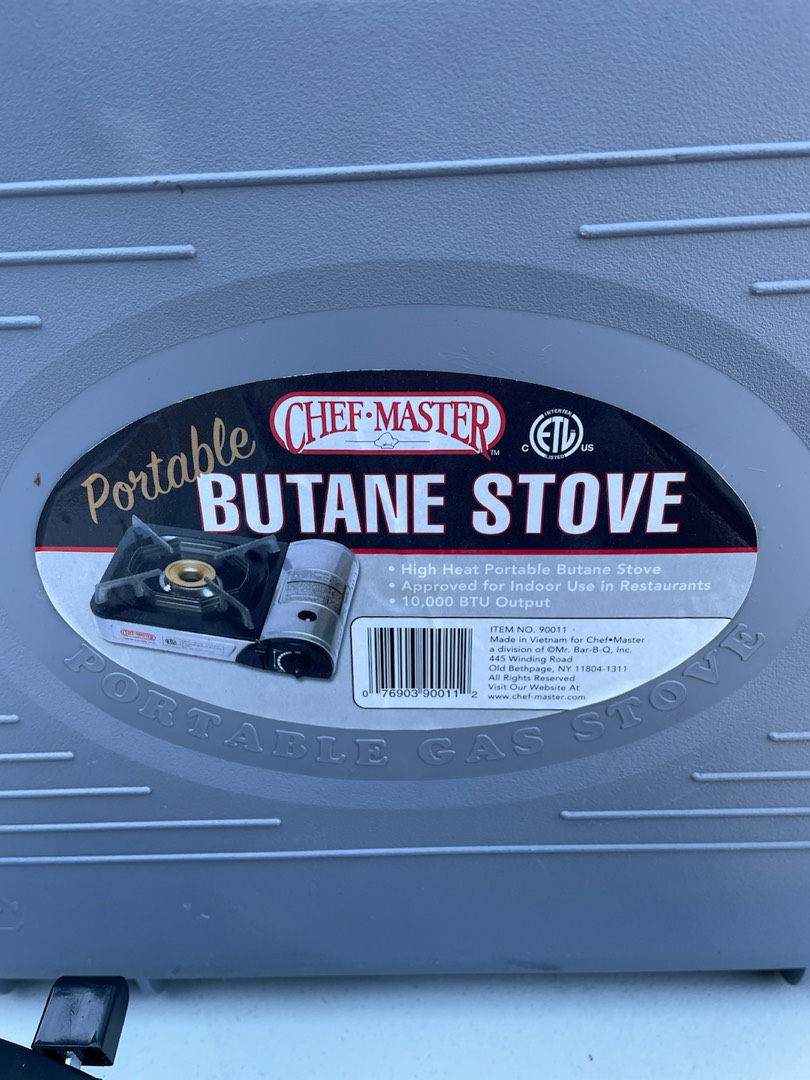 CHEF•MASTER™
INTERTEK
C ETL US
LISTED
Portable
BUTANE STOVE
• High Heat Portable Butane Stove
• Approved for Indoor Use in Restaurants
• 10,000 BTU Output
CHEF•MASTER
ITEM NO. 90011
Made in Vietnam for Chef•Master
a division of ©Mr. Bar-B-Q, Inc.
445 Winding Road
Old Bethpage, NY 11804-1311
All Rights Reserved
Visit Our Website At
www.chef-master.com
0 76903 90011 2
PORTABLE GAS STOVE